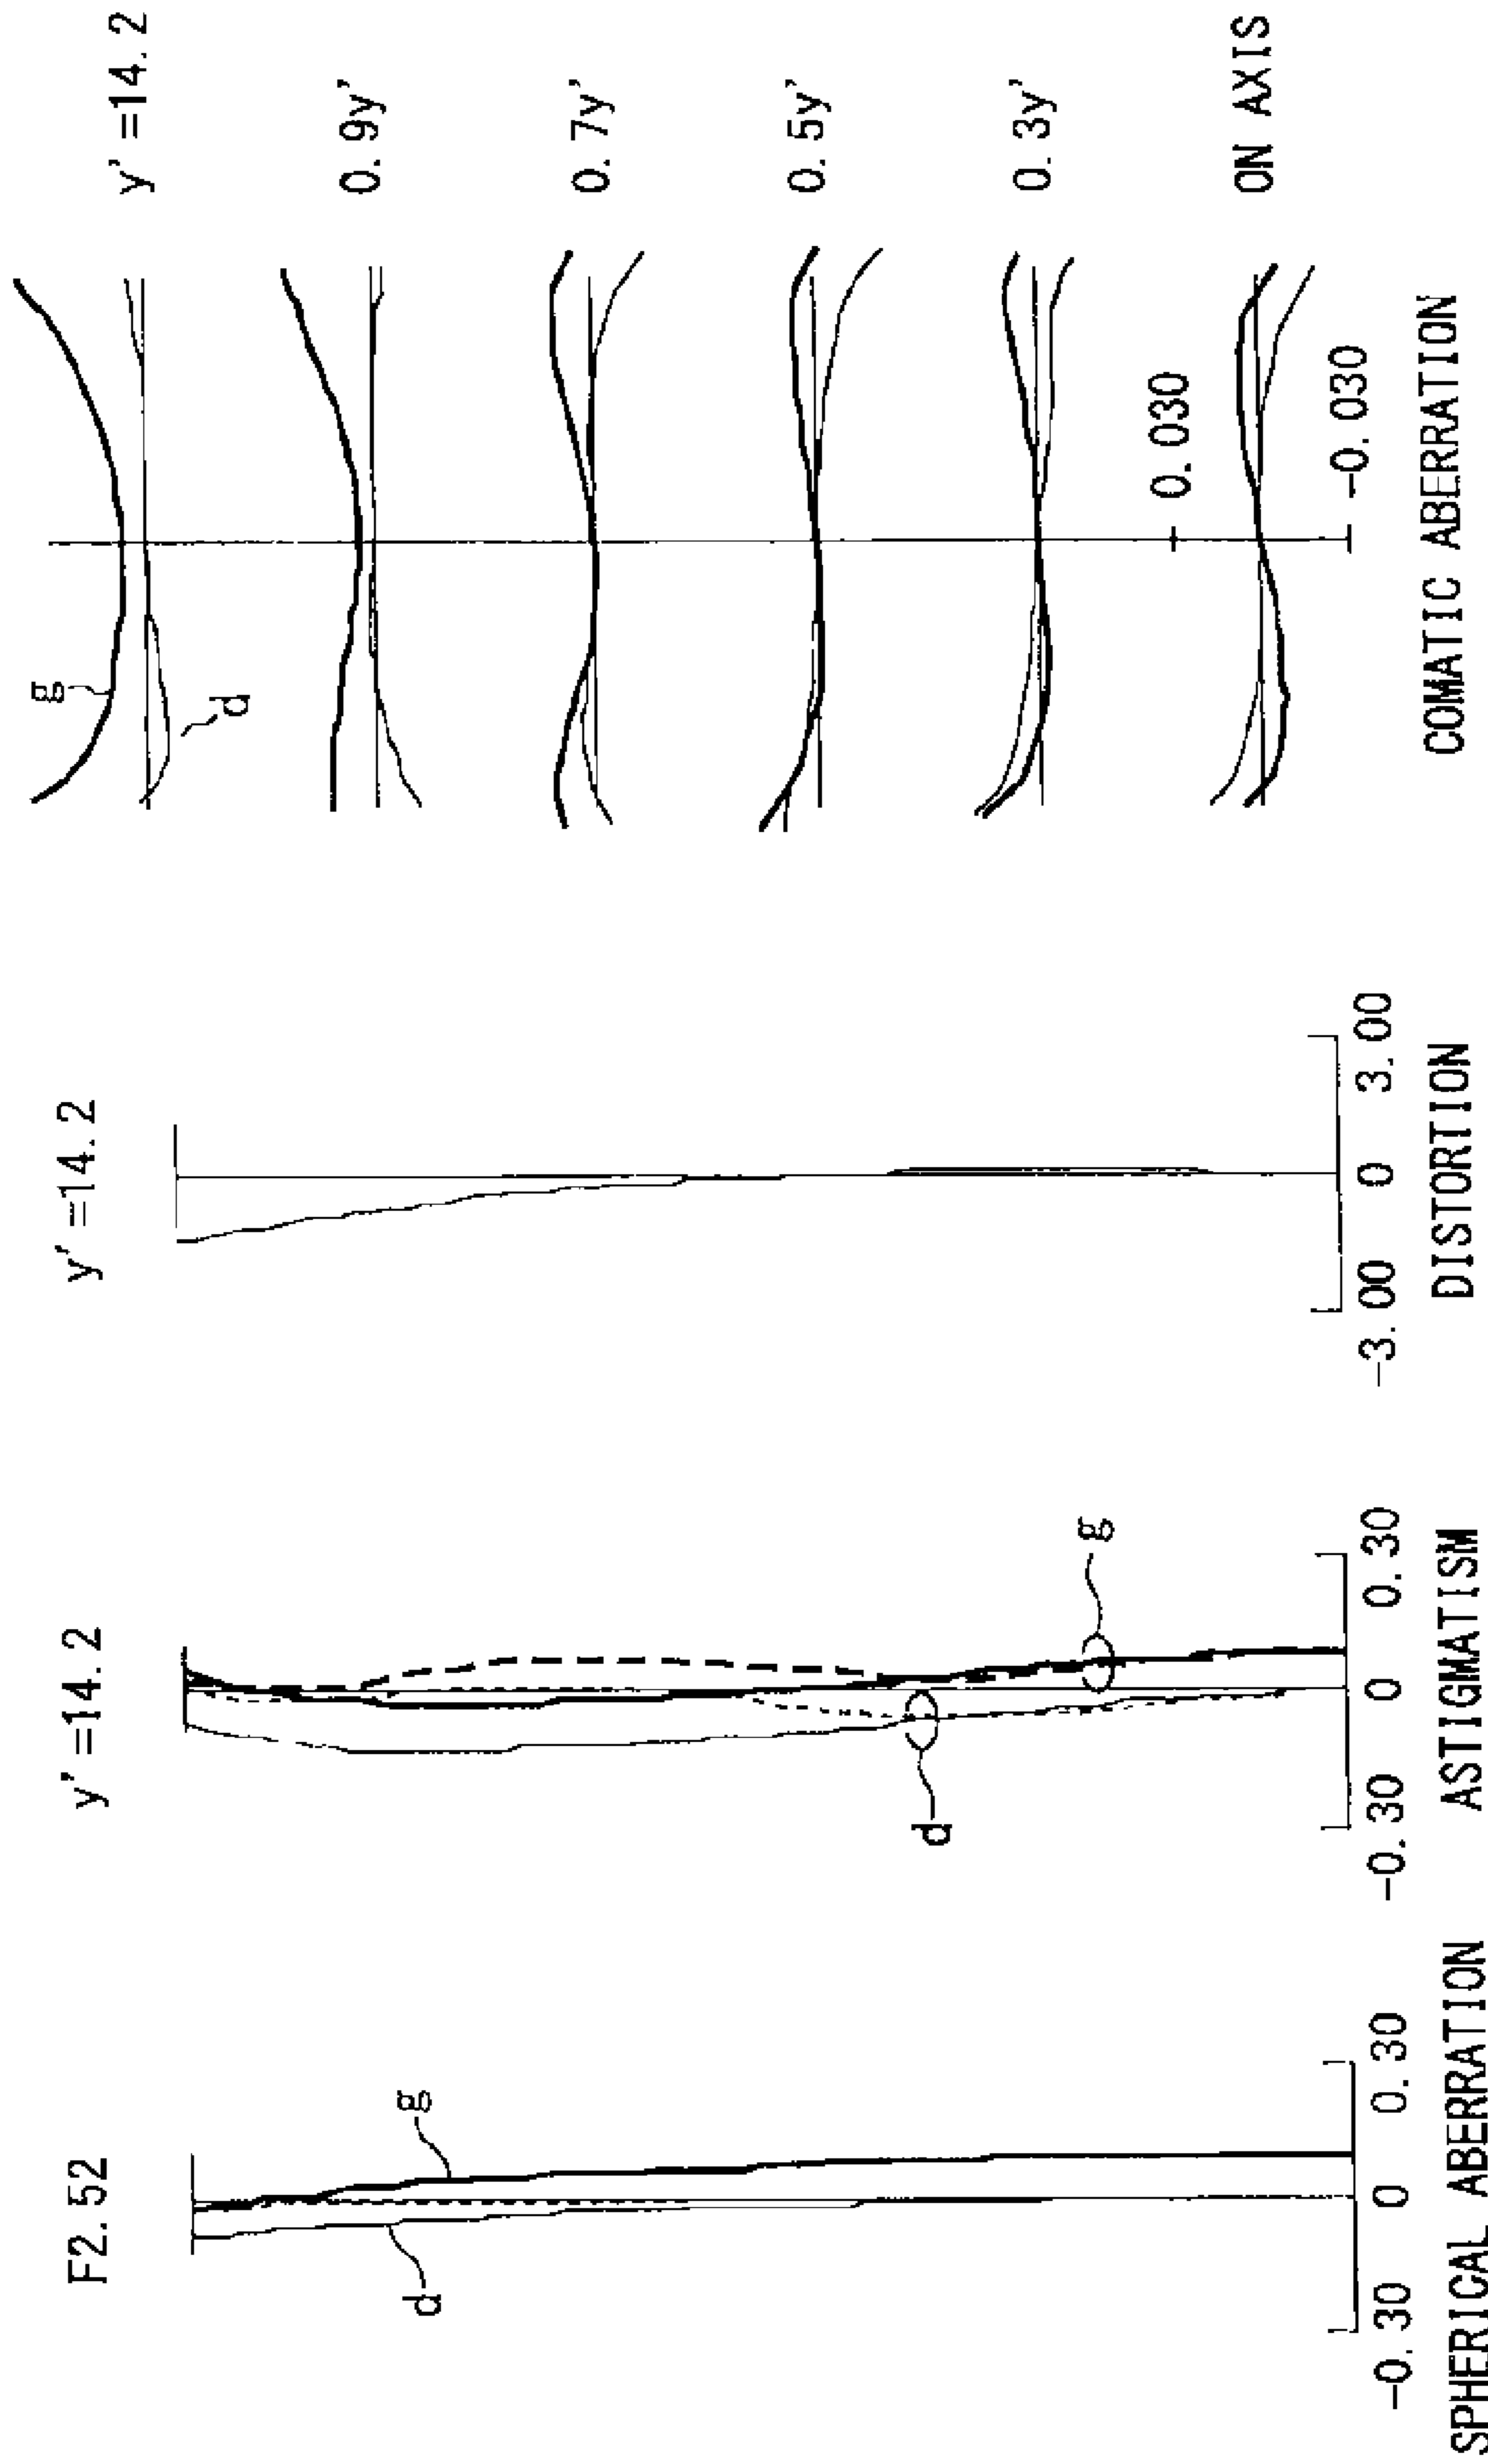 F2.52
g
d
-0.30
0
0.30
SPHERICAL ABERRATION
y'=14.2
g
d
-0.30
0
0.30
ASTIGMATISM
y'=14.2
-3.00
0
3.00
DISTORTION
y'=14.2
g
d
0.9y'
0.7y'
0.5y'
0.3y'
0.030
ON AXIS
-0.030
COMATIC ABERRATION